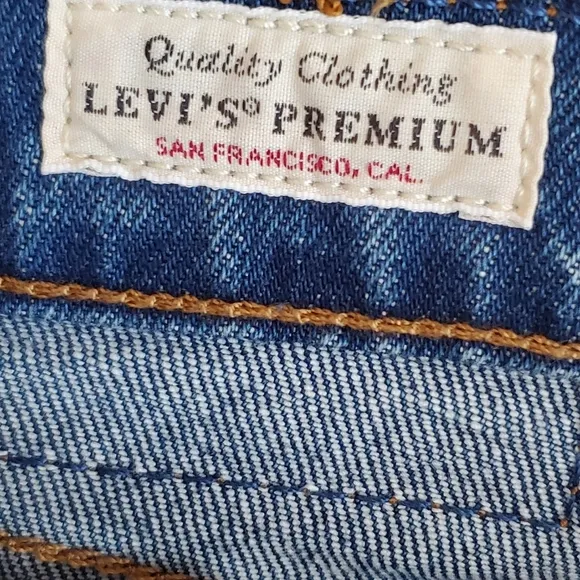 Quality Clothing
LEVI'S® PREMIUM
SAN FRANCISCO, CAL.